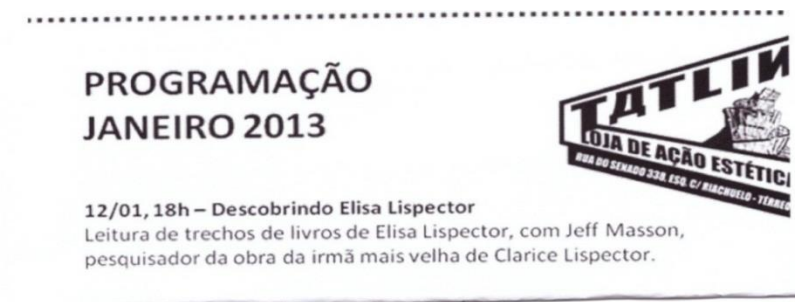 PROGRAMAÇÃO
JANEIRO 2013
TATLIN
LOJA DE AÇÃO ESTÉTICA
RUA DO SENADO 338, ESQ. C/ RIACHUELO - TÉRREO
12/01, 18h – Descobrindo Elisa Lispector
Leitura de trechos de livros de Elisa Lispector, com Jeff Masson,
pesquisador da obra da irmã mais velha de Clarice Lispector.